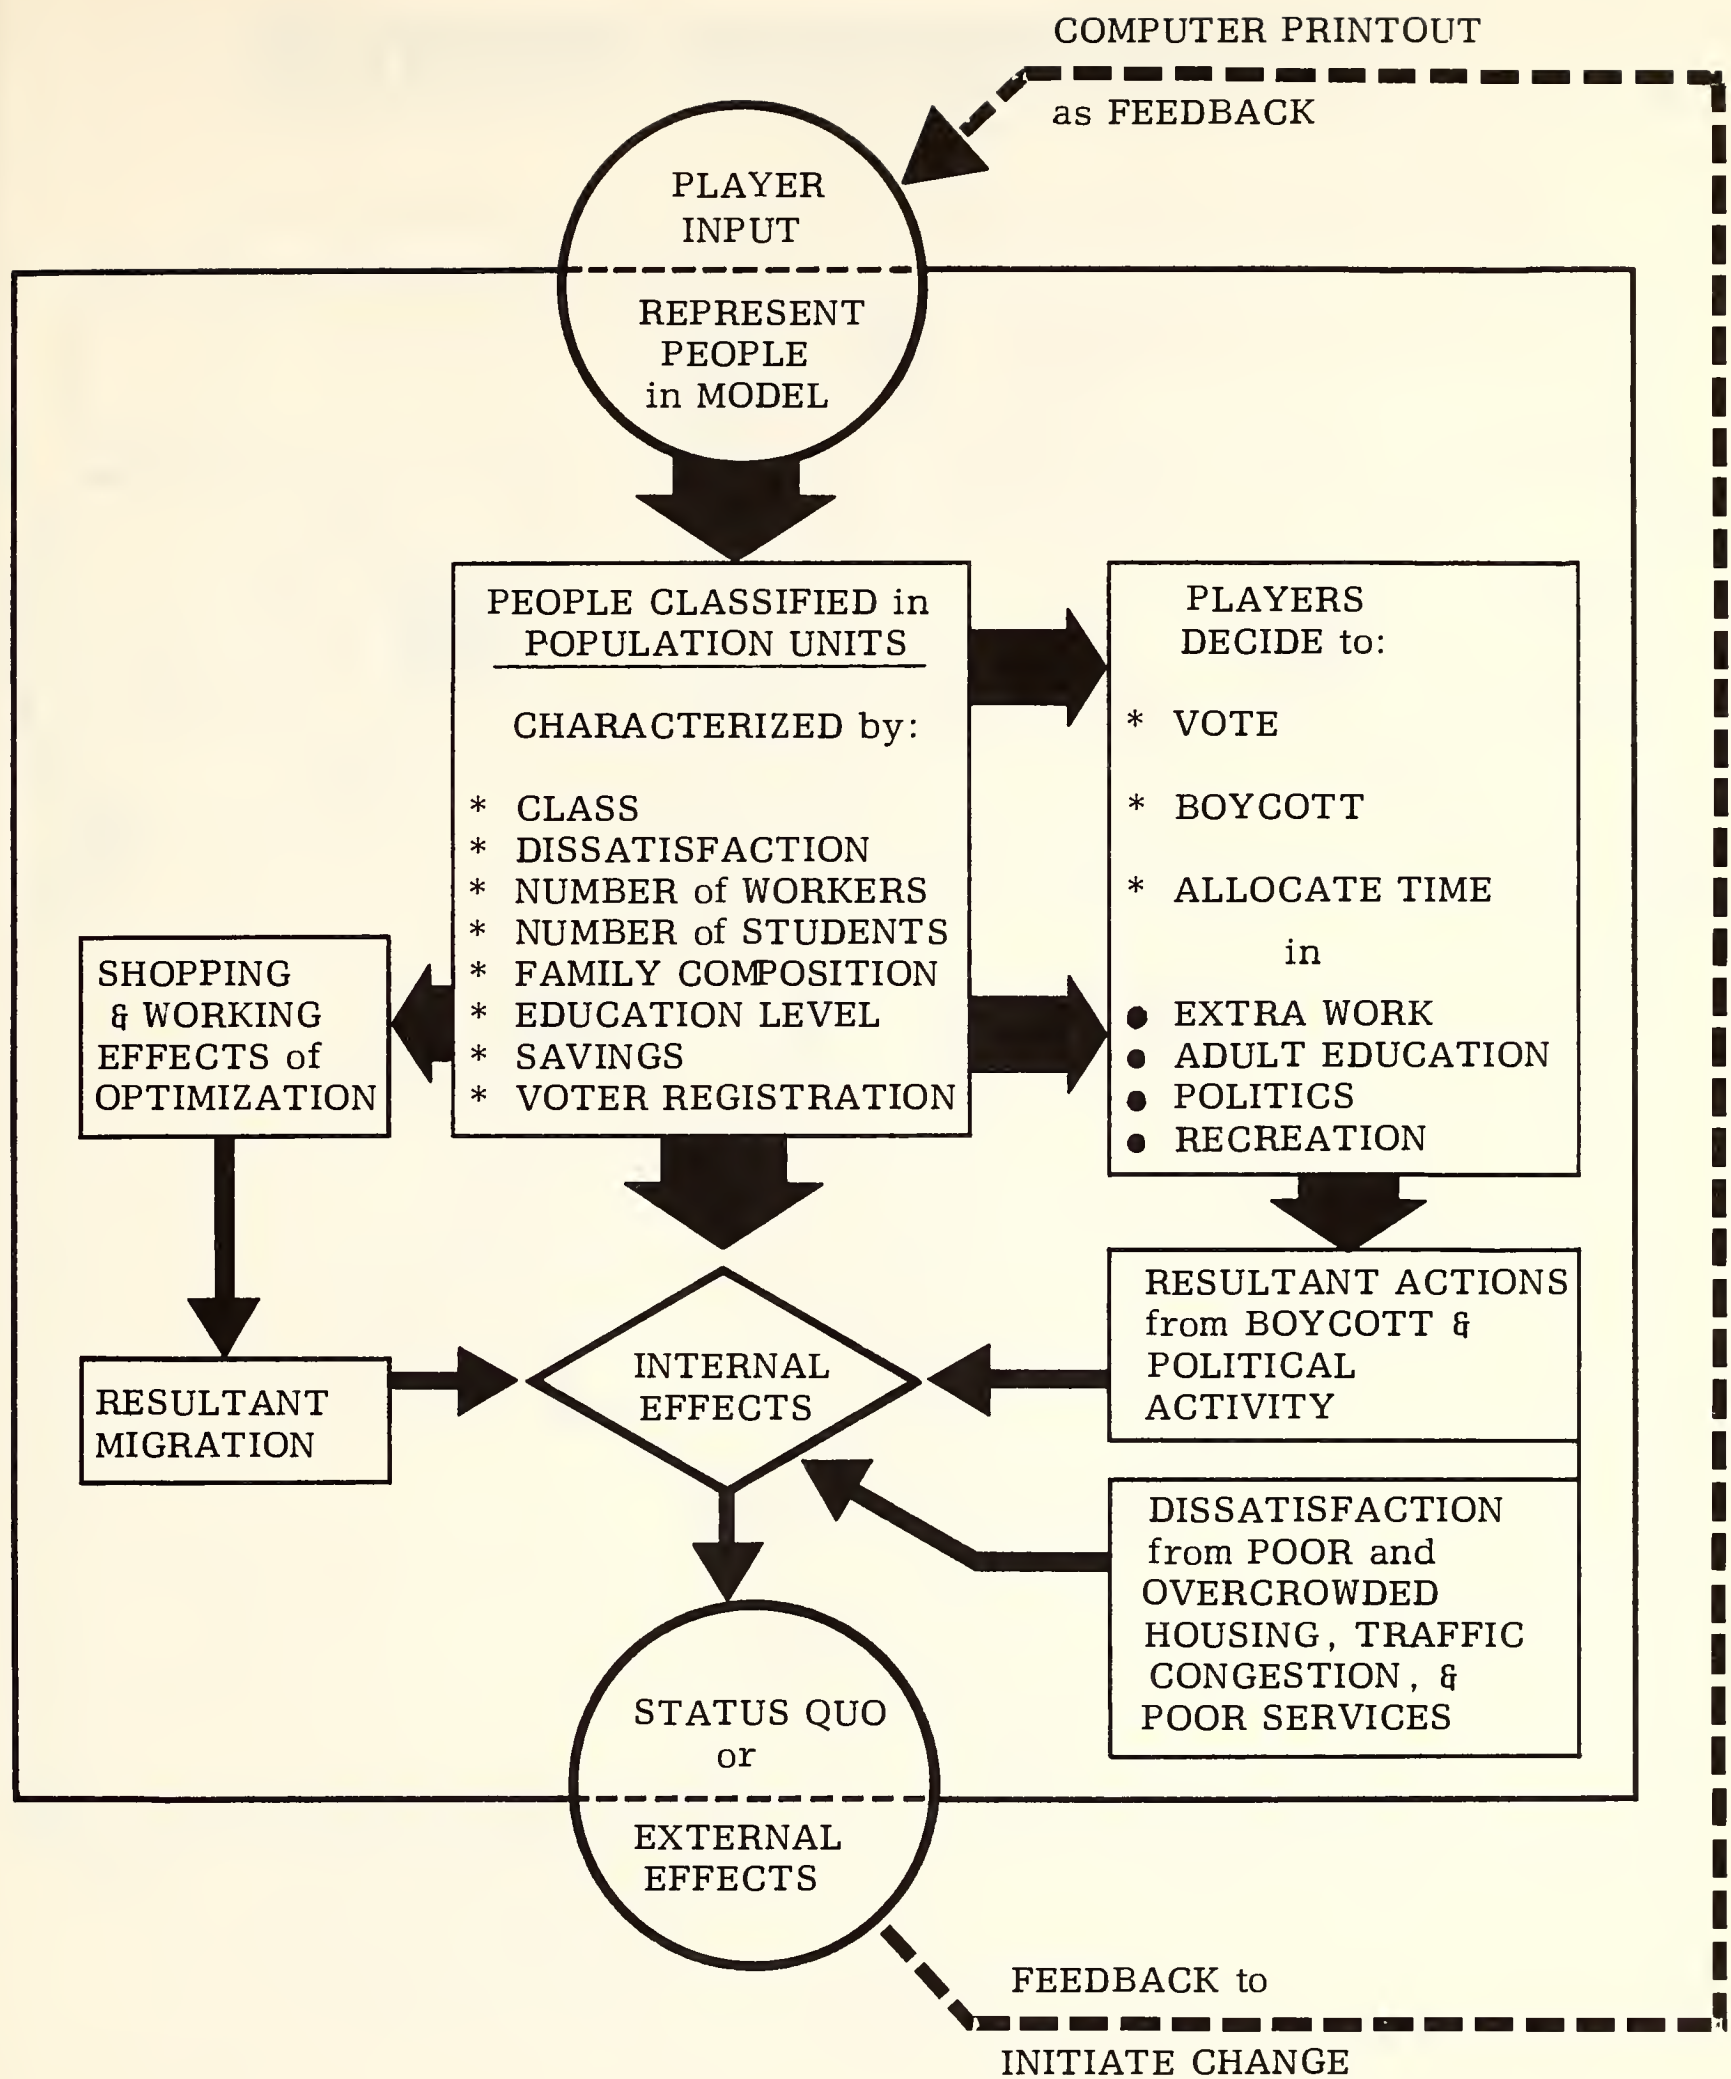 COMPUTER PRINTOUT
as FEEDBACK
PLAYER
INPUT
REPRESENT
PEOPLE
in MODEL
PEOPLE CLASSIFIED in
POPULATION UNITS
CHARACTERIZED by:
* CLASS
* DISSATISFACTION
* NUMBER of WORKERS
* NUMBER of STUDENTS
* FAMILY COMPOSITION
* EDUCATION LEVEL
* SAVINGS
* VOTER REGISTRATION
PLAYERS
DECIDE to:
* VOTE
* BOYCOTT
* ALLOCATE TIME
in
● EXTRA WORK
● ADULT EDUCATION
● POLITICS
● RECREATION
SHOPPING
& WORKING
EFFECTS of
OPTIMIZATION
RESULTANT
MIGRATION
INTERNAL
EFFECTS
RESULTANT ACTIONS
from BOYCOTT &
POLITICAL
ACTIVITY
DISSATISFACTION
from POOR and
OVERCROWDED
HOUSING, TRAFFIC
CONGESTION, &
POOR SERVICES
STATUS QUO
or
EXTERNAL
EFFECTS
FEEDBACK to
INITIATE CHANGE